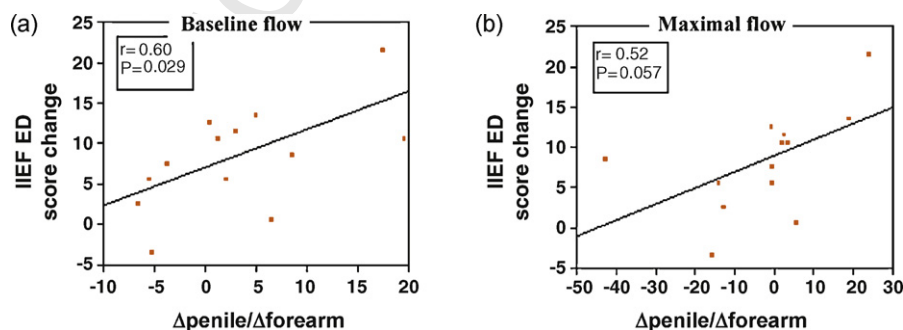 (a)
Baseline flow
r= 0.60
P=0.029
IIEF ED
score change
25
20
15
10
5
0
-5
-10
-5
0
5
10
15
20
Δpenile/Δforearm
(b)
Maximal flow
r= 0.52
P=0.057
IIEF ED
score change
25
20
15
10
5
0
-5
-50
-40
-30
-20
-10
0
10
20
30
Δpenile/Δforearm